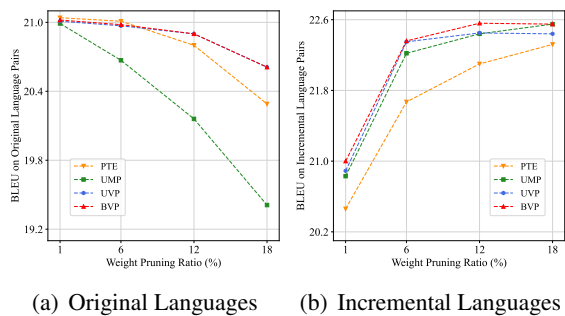 BLEU on Original Language Pairs
21.0
20.4
19.8
19.2
PTE
UMP
UVP
BVP
1 6 12 18
Weight Pruning Ratio (%)
(a) Original Languages
BLEU on Incremental Language Pairs
22.6
21.8
21.0
20.2
PTE
UMP
UVP
BVP
1 6 12 18
Weight Pruning Ratio (%)
(b) Incremental Languages